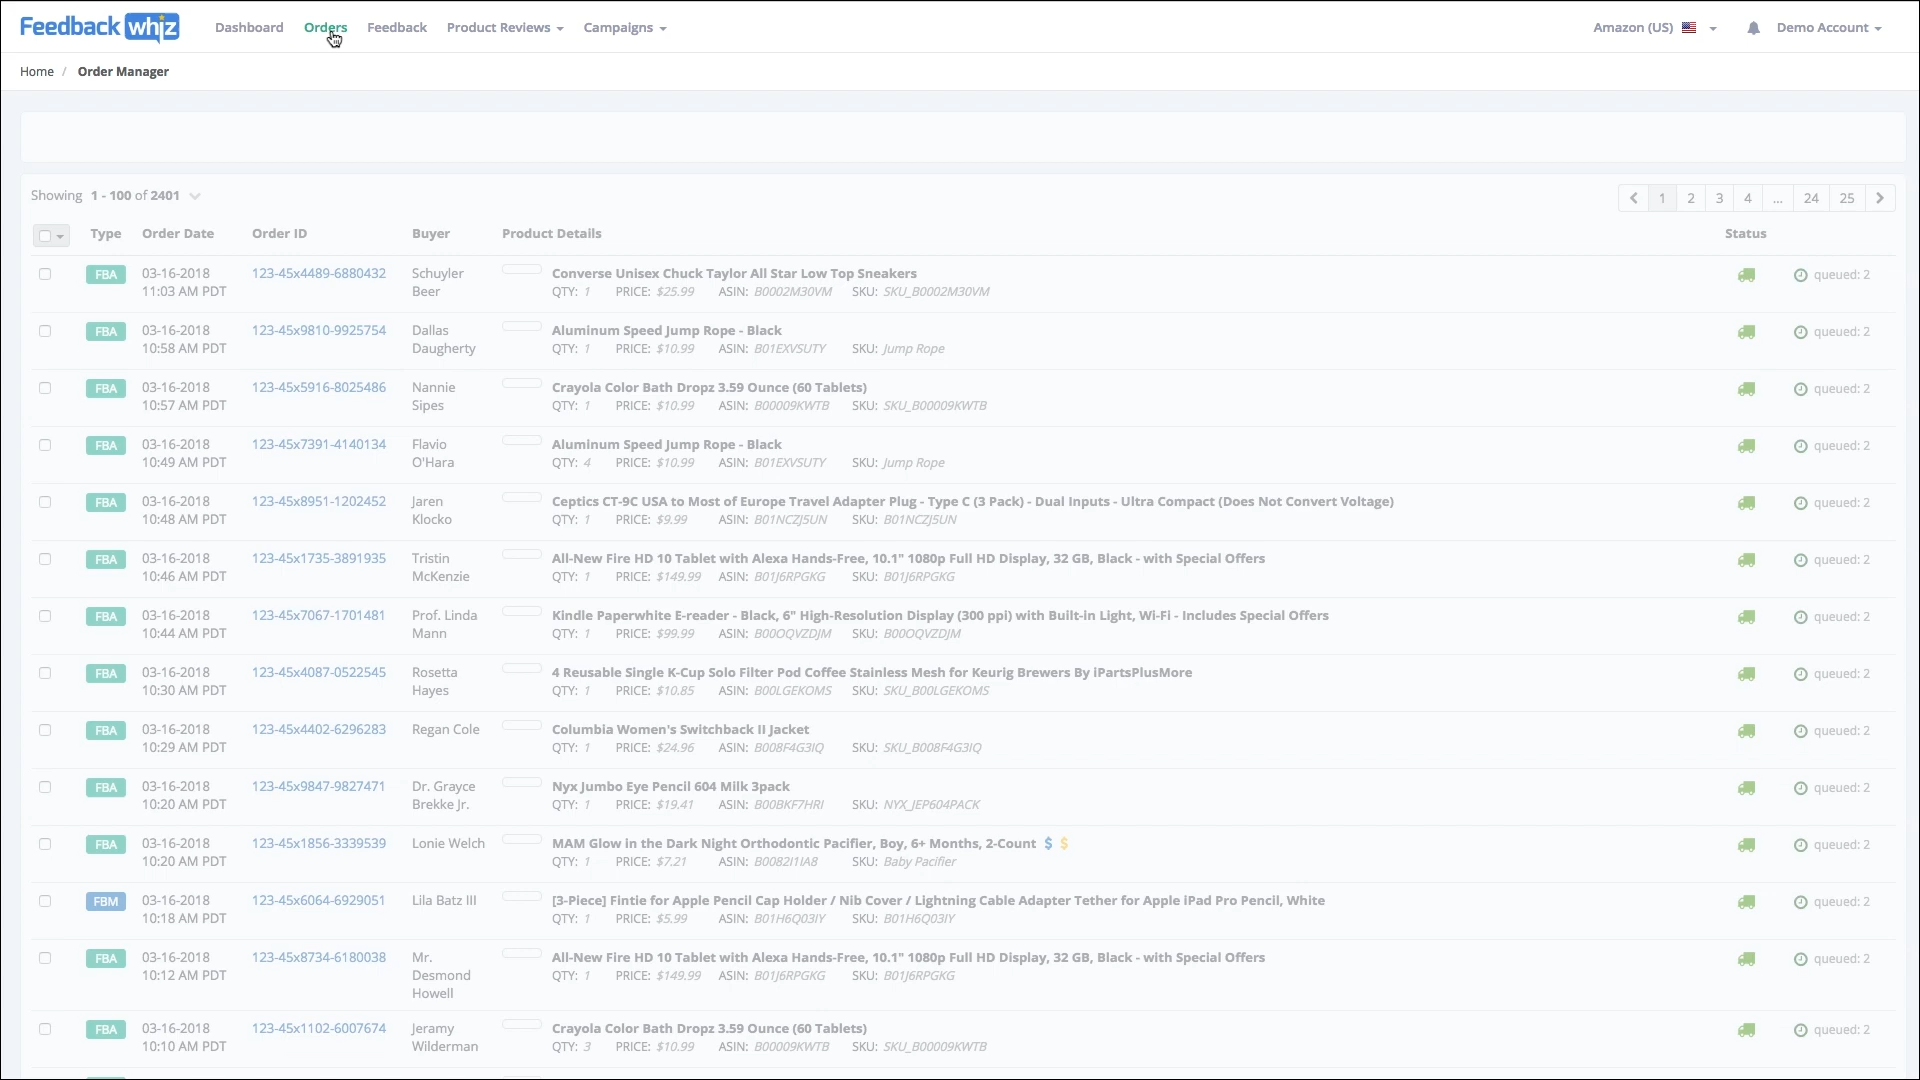 Feedback whiz Dashboard Orders Feedback Product Reviews Campaigns Amazon (US) Demo Account
Home / Order Manager
Showing 1 - 100 of 2401
1 2 3 4 ... 24 25
Type Order Date Order ID Buyer Product Details Status
FBA 03-16-2018 123-45x4489-6880432 Schuyler Converse Unisex Chuck Taylor All Star Low Top Sneakers queued: 2
11:03 AM PDT Beer QTY: 1 PRICE: $25.99 ASIN: B0002M30VM SKU: SKU_B0002M30VM
FBA 03-16-2018 123-45x9810-9925754 Dallas Aluminum Speed Jump Rope - Black queued: 2
10:58 AM PDT Daugherty QTY: 1 PRICE: $10.99 ASIN: B01EXVSUTY SKU: Jump Rope
FBA 03-16-2018 123-45x5916-8025486 Nannie Crayola Color Bath Dropz 3.59 Ounce (60 Tablets) queued: 2
10:57 AM PDT Sipes QTY: 1 PRICE: $10.99 ASIN: B00009KWTB SKU: SKU_B00009KWTB
FBA 03-16-2018 123-45x7391-4140134 Flavio Aluminum Speed Jump Rope - Black queued: 2
10:49 AM PDT O'Hara QTY: 4 PRICE: $10.99 ASIN: B01EXVSUTY SKU: Jump Rope
FBA 03-16-2018 123-45x8951-1202452 Jaren Ceptics CT-9C USA to Most of Europe Travel Adapter Plug - Type C (3 Pack) - Dual Inputs - Ultra Compact (Does Not Convert Voltage) queued: 2
10:48 AM PDT Klocko QTY: 1 PRICE: $9.99 ASIN: B01NCZJ5UN SKU: B01NCZJ5UN
FBA 03-16-2018 123-45x1735-3891935 Tristin All-New Fire HD 10 Tablet with Alexa Hands-Free, 10.1" 1080p Full HD Display, 32 GB, Black - with Special Offers queued: 2
10:46 AM PDT McKenzie QTY: 1 PRICE: $149.99 ASIN: B01J6RPGKG SKU: B01J6RPGKG
FBA 03-16-2018 123-45x7067-1701481 Prof. Linda Kindle Paperwhite E-reader - Black, 6" High-Resolution Display (300 ppi) with Built-in Light, Wi-Fi - Includes Special Offers queued: 2
10:44 AM PDT Mann QTY: 1 PRICE: $99.99 ASIN: B00OQVZDJM SKU: B00OQVZDJM
FBA 03-16-2018 123-45x4087-0522545 Rosetta 4 Reusable Single K-Cup Solo Filter Pod Coffee Stainless Mesh for Keurig Brewers By iPartsPlusMore queued: 2
10:30 AM PDT Hayes QTY: 1 PRICE: $10.85 ASIN: B00LGEKOMS SKU: SKU_B00LGEKOMS
FBA 03-16-2018 123-45x4402-6296283 Regan Cole Columbia Women's Switchback II Jacket queued: 2
10:29 AM PDT QTY: 1 PRICE: $24.96 ASIN: B008F4G3IQ SKU: SKU_B008F4G3IQ
FBA 03-16-2018 123-45x9847-9827471 Dr. Grayce Nyx Jumbo Eye Pencil 604 Milk 3pack queued: 2
10:20 AM PDT Brekke Jr. QTY: 1 PRICE: $19.41 ASIN: B00BKF7HRI SKU: NYX_JEP604PACK
FBA 03-16-2018 123-45x1856-3339539 Lonie Welch MAM Glow in the Dark Night Orthodontic Pacifier, Boy, 6+ Months, 2-Count $ $ queued: 2
10:20 AM PDT QTY: 1 PRICE: $7.21 ASIN: B0082I1IA8 SKU: Baby Pacifier
FBM 03-16-2018 123-45x6064-6929051 Lila Batz III [3-Piece] Fintie for Apple Pencil Cap Holder / Nib Cover / Lightning Cable Adapter Tether for Apple iPad Pro Pencil, White queued: 2
10:18 AM PDT QTY: 1 PRICE: $5.99 ASIN: B01H6Q03IY SKU: B01H6Q03IY
FBA 03-16-2018 123-45x8734-6180038 Mr. All-New Fire HD 10 Tablet with Alexa Hands-Free, 10.1" 1080p Full HD Display, 32 GB, Black - with Special Offers queued: 2
10:12 AM PDT Desmond QTY: 1 PRICE: $149.99 ASIN: B01J6RPGKG SKU: B01J6RPGKG
Howell
FBA 03-16-2018 123-45x1102-6007674 Jeramy Crayola Color Bath Dropz 3.59 Ounce (60 Tablets) queued: 2
10:10 AM PDT Wilderman QTY: 3 PRICE: $10.99 ASIN: B00009KWTB SKU: SKU_B00009KWTB